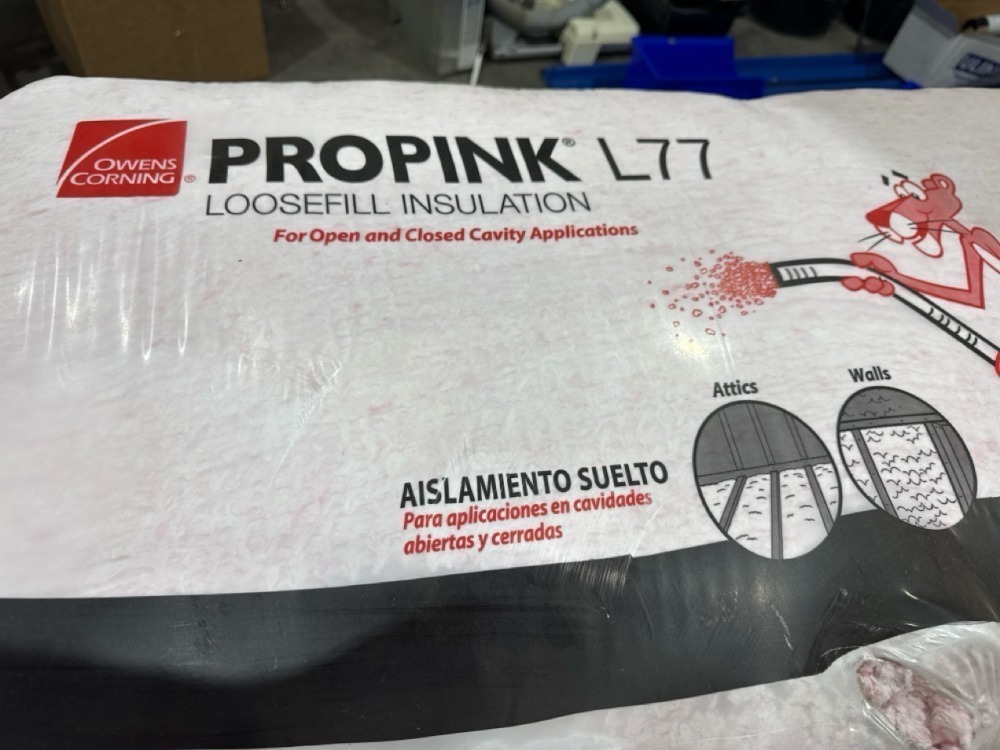 OWENS
CORNING®
PROPINK® L77
LOOSEFILL INSULATION
For Open and Closed Cavity Applications
Attics
Walls
AISLAMIENTO SUELTO
Para aplicaciones en cavidades
abiertas y cerradas